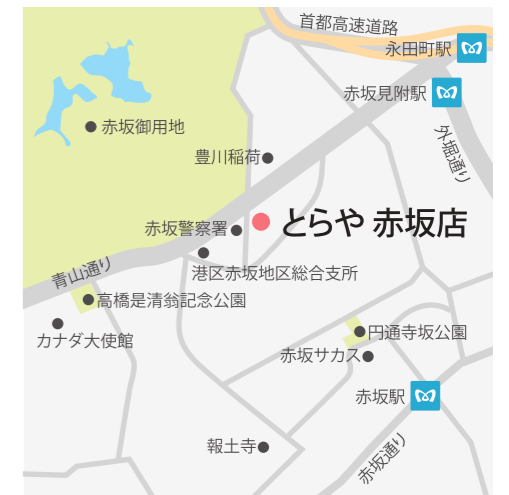 首都高速道路
永田町駅
赤坂見附駅
赤坂御用地
外堀通り
豊川稲荷
とらや 赤坂店
赤坂警察署
港区赤坂地区総合支所
青山通り
高橋是清翁記念公園
カナダ大使館
円通寺坂公園
赤坂サカス
赤坂駅
報土寺
赤坂通り